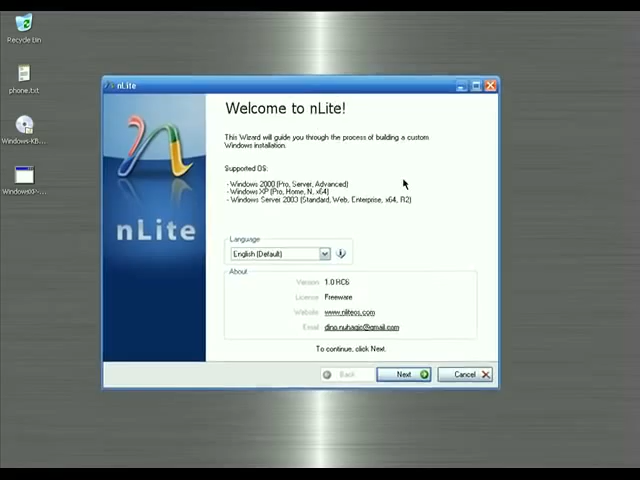 Recycle Bin
phone.txt
Windows-KB...
WindowsXP-...
nLite
Welcome to nLite!
This Wizard will guide you through the process of building a custom
Windows installation.
Supported OS:
- Windows 2000 (Pro, Server, Advanced)
- Windows XP (Pro, Home, N, x64)
- Windows Server 2003 (Standard, Web, Enterprise, x64, R2)
nLite
Language
English (Default)
About
Version 1.0 RC6
License Freeware
Website www.nliteos.com
Email dino.nuhagic@gmail.com
To continue, click Next.
Back
Next
Cancel